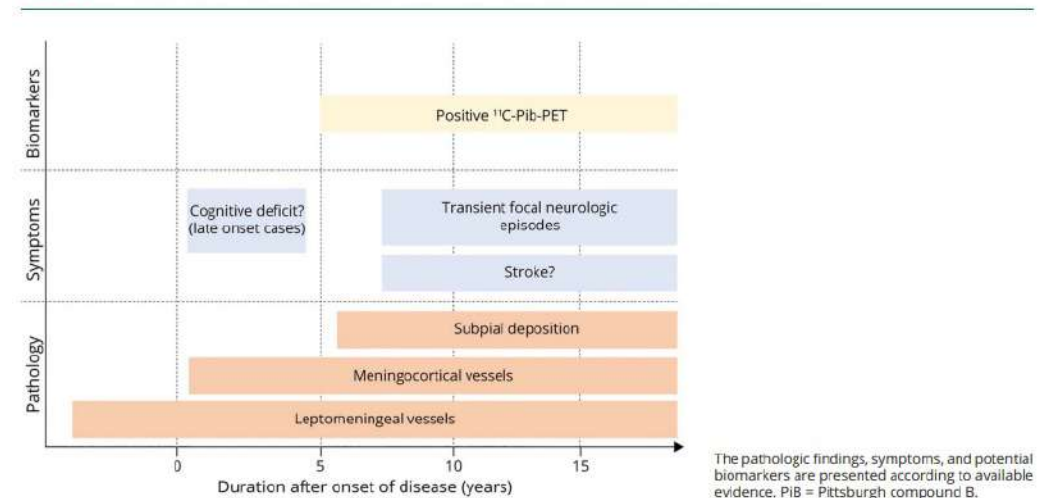 Biomarkers
Positive ¹¹C-Pib-PET
Symptoms
Cognitive deficit?
(late onset cases)
Transient focal neurologic
episodes
Stroke?
Pathology
Subpial deposition
Meningocortical vessels
Leptomeningeal vessels
0 5 10 15
Duration after onset of disease (years)
The pathologic findings, symptoms, and potential
biomarkers are presented according to available
evidence. PiB = Pittsburgh compound B.